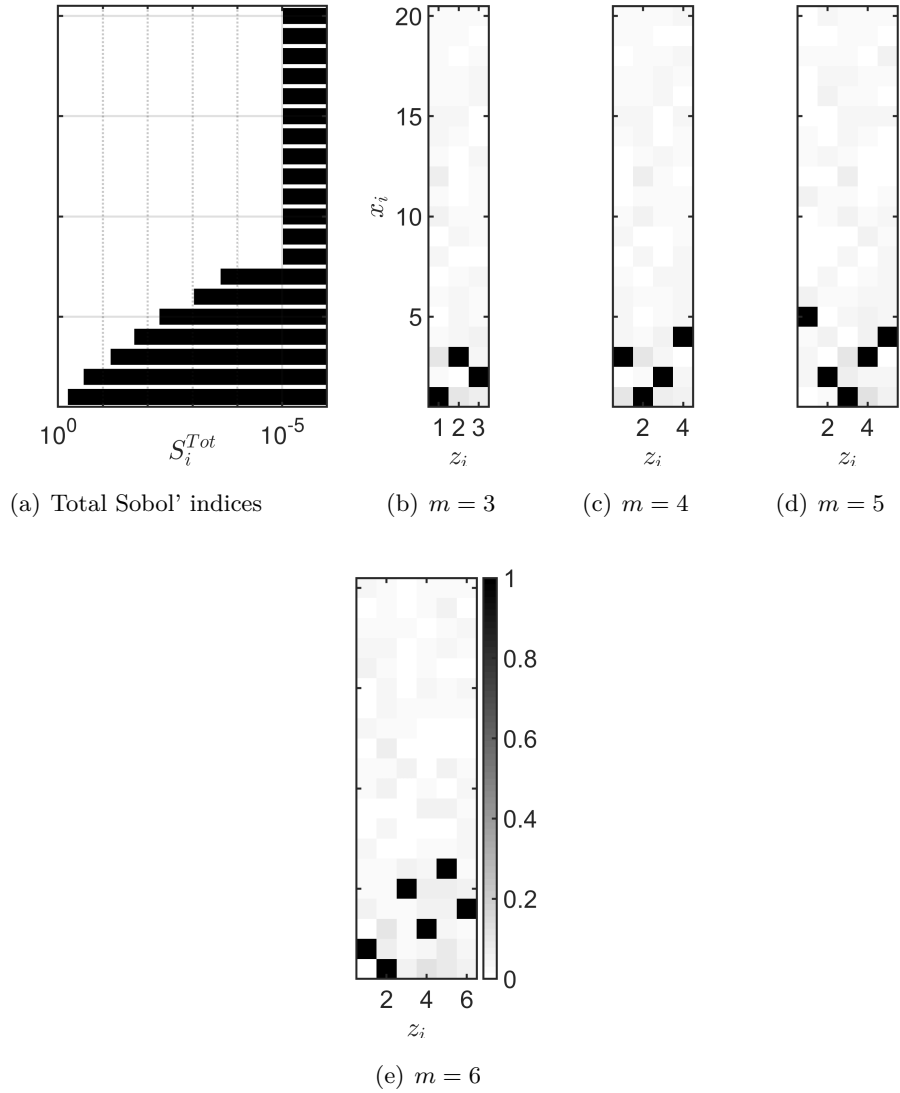 20
15
10
5
x_i
10^0 10^-5
S_i^{Tot}
1 2 3
z_i
2 4
z_i
2 4
z_i
(a) Total Sobol' indices
(b) m = 3
(c) m = 4
(d) m = 5
1
0.8
0.6
0.4
0.2
0
2 4 6
z_i
(e) m = 6